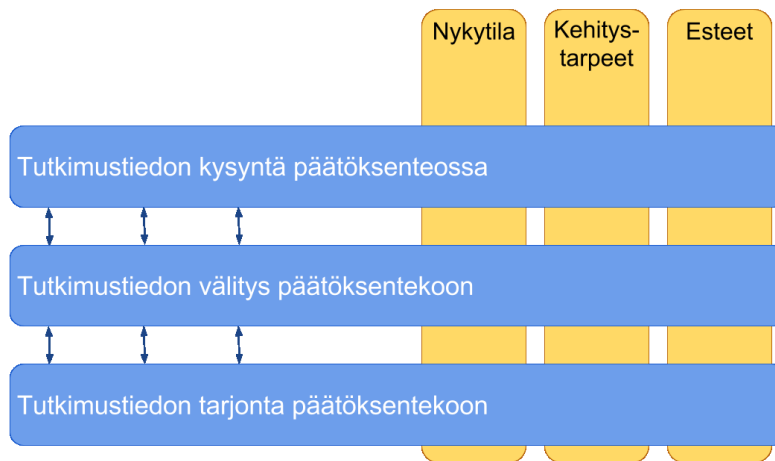 Nykytila
Kehitys-
tarpeet
Esteet
Tutkimustiedon kysyntä päätöksenteossa
Tutkimustiedon välitys päätöksentekoon
Tutkimustiedon tarjonta päätöksentekoon